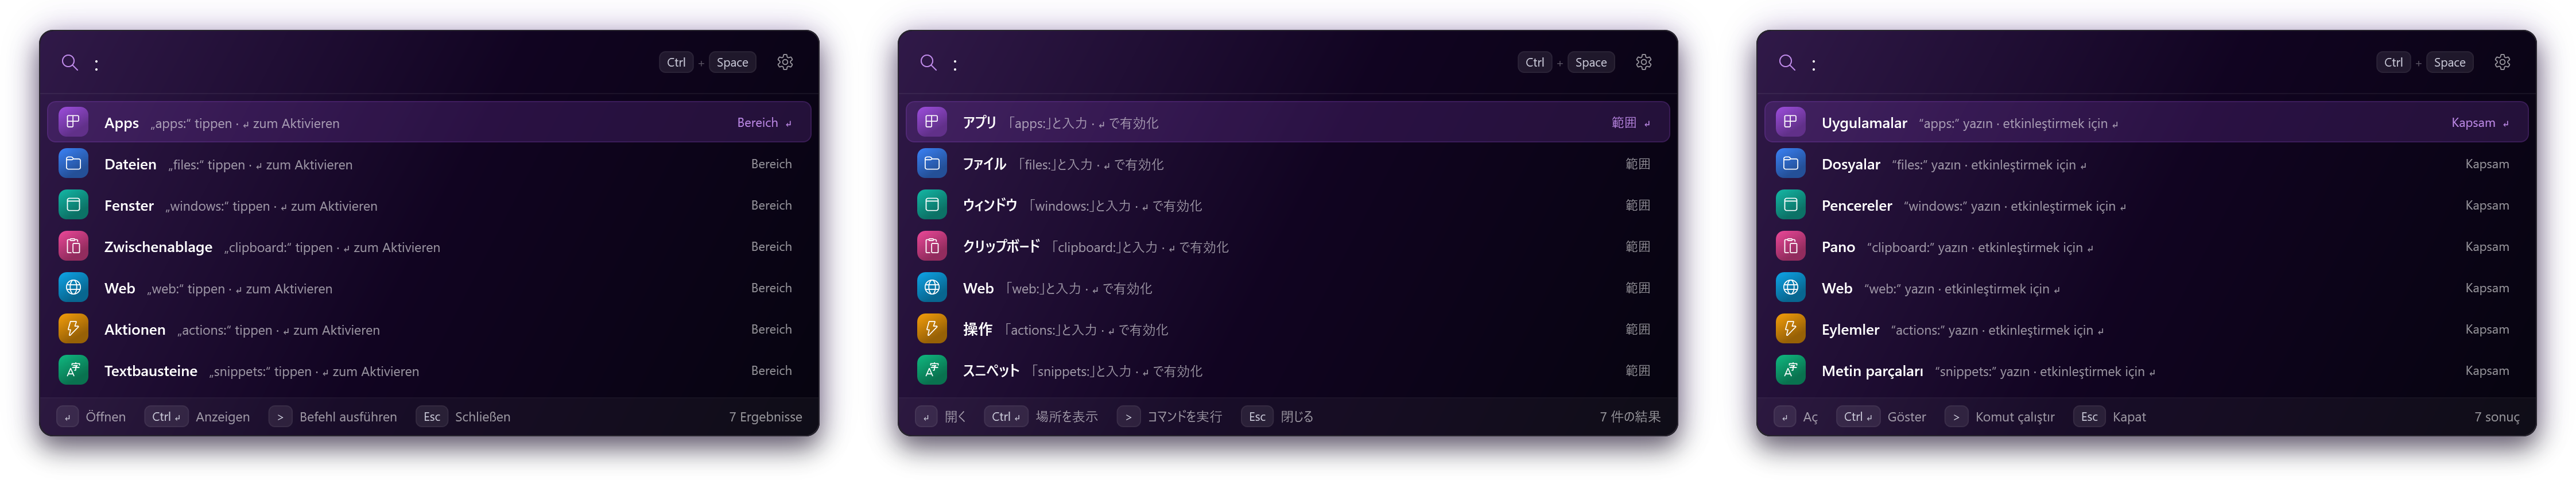 : Ctrl + Space
Apps „apps:“ tippen · ↵ zum Aktivieren Bereich ↵
Dateien „files:“ tippen · ↵ zum Aktivieren Bereich
Fenster „windows:“ tippen · ↵ zum Aktivieren Bereich
Zwischenablage „clipboard:“ tippen · ↵ zum Aktivieren Bereich
Web „web:“ tippen · ↵ zum Aktivieren Bereich
Aktionen „actions:“ tippen · ↵ zum Aktivieren Bereich
Textbausteine „snippets:“ tippen · ↵ zum Aktivieren Bereich
↵ Öffnen Ctrl ↵ Anzeigen > Befehl ausführen Esc Schließen 7 Ergebnisse
: Ctrl + Space
アプリ 「apps:」と入力 · ↵ で有効化 範囲 ↵
ファイル 「files:」と入力 · ↵ で有効化 範囲
ウィンドウ 「windows:」と入力 · ↵ で有効化 範囲
クリップボード 「clipboard:」と入力 · ↵ で有効化 範囲
Web 「web:」と入力 · ↵ で有効化 範囲
操作 「actions:」と入力 · ↵ で有効化 範囲
スニペット 「snippets:」と入力 · ↵ で有効化 範囲
↵ 開く Ctrl ↵ 場所を表示 > コマンドを実行 Esc 閉じる 7 件の結果
: Ctrl + Space
Uygulamalar “apps:” yazın · etkinleştirmek için ↵ Kapsam ↵
Dosyalar “files:” yazın · etkinleştirmek için ↵ Kapsam
Pencereler “windows:” yazın · etkinleştirmek için ↵ Kapsam
Pano “clipboard:” yazın · etkinleştirmek için ↵ Kapsam
Web “web:” yazın · etkinleştirmek için ↵ Kapsam
Eylemler “actions:” yazın · etkinleştirmek için ↵ Kapsam
Metin parçaları “snippets:” yazın · etkinleştirmek için ↵ Kapsam
↵ Aç Ctrl ↵ Göster > Komut çalıştır Esc Kapat 7 sonuç